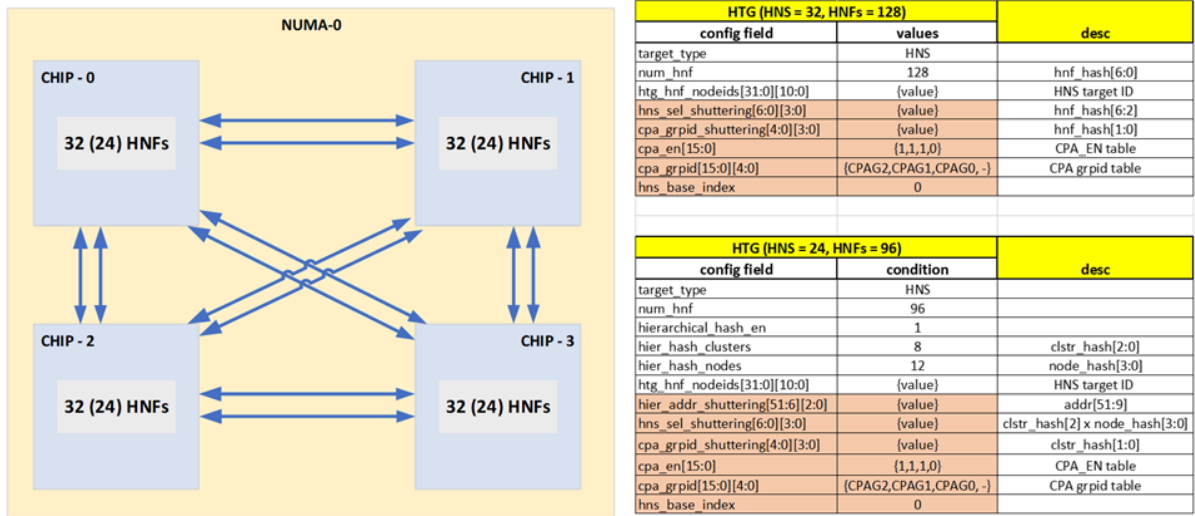 NUMA-0
CHIP - 0
CHIP - 1
32 (24) HNFs
32 (24) HNFs
CHIP - 2
CHIP - 3
32 (24) HNFs
32 (24) HNFs
HTG (HNS = 32, HNFs = 128)
config field values desc
target_type HNS
num_hnf 128 hnf_hash[6:0]
htg_hnf_nodeids[31:0][10:0] {value} HNS target ID
hns_sel_shuttering[6:0][3:0] {value} hnf_hash[6:2]
cpa_grpid_shuttering[4:0][3:0] {value} hnf_hash[1:0]
cpa_en[15:0] {1,1,1,0} CPA_EN table
cpa_grpid[15:0][4:0] {CPAG2,CPAG1,CPAG0, -} CPA grpid table
hns_base_index 0
HTG (HNS = 24, HNFs = 96)
config field condition desc
target_type HNS
num_hnf 96
hierarchical_hash_en 1
hier_hash_clusters 8 clstr_hash[2:0]
hier_hash_nodes 12 node_hash[3:0]
htg_hnf_nodeids[31:0][10:0] {value} HNS target ID
hier_addr_shuttering[51:6][2:0] {value} addr[51:9]
hns_sel_shuttering[6:0][3:0] {value} clstr_hash[2] x node_hash[3:0]
cpa_grpid_shuttering[4:0][3:0] {value} clstr_hash[1:0]
cpa_en[15:0] {1,1,1,0} CPA_EN table
cpa_grpid[15:0][4:0] {CPAG2,CPAG1,CPAG0, -} CPA grpid table
hns_base_index 0